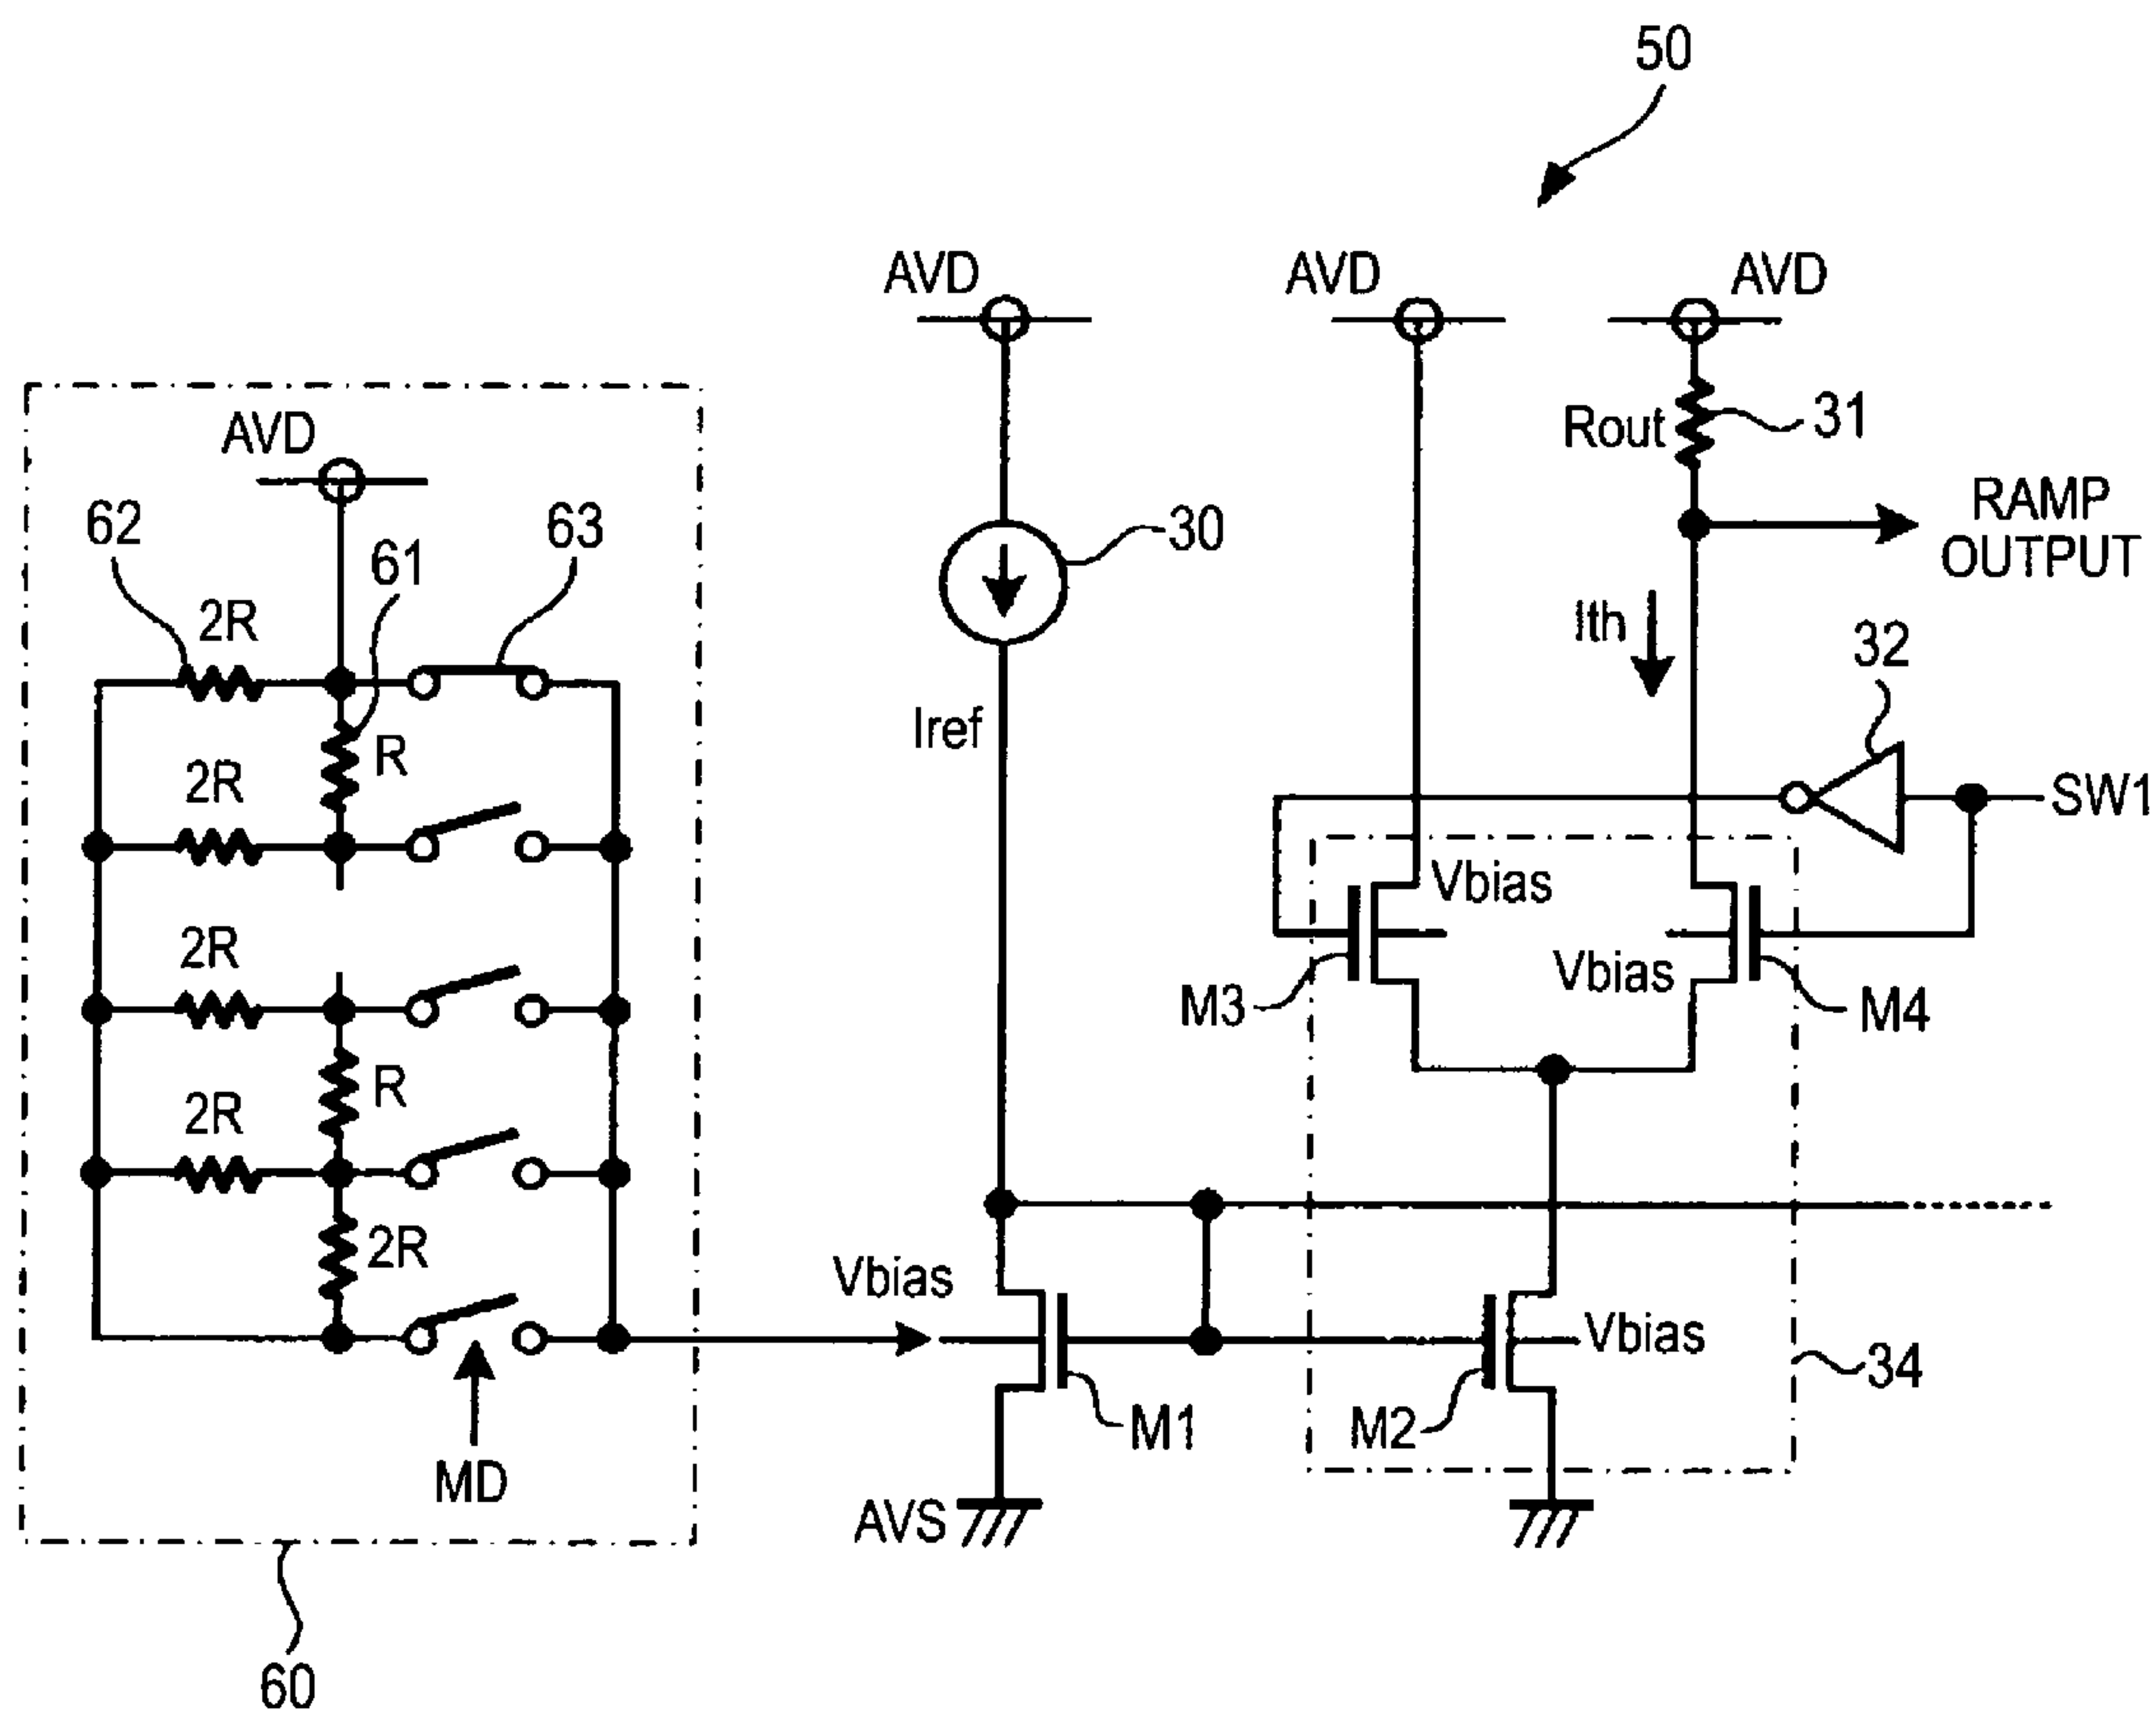 50
AVD
AVD
AVD
AVD
Rout
31
RAMP
OUTPUT
62
61
63
2R
30
Ith
32
Iref
R
2R
SW1
Vbias
2R
Vbias
M3
M4
R
2R
2R
Vbias
Vbias
M1
M2
34
MD
AVS
60